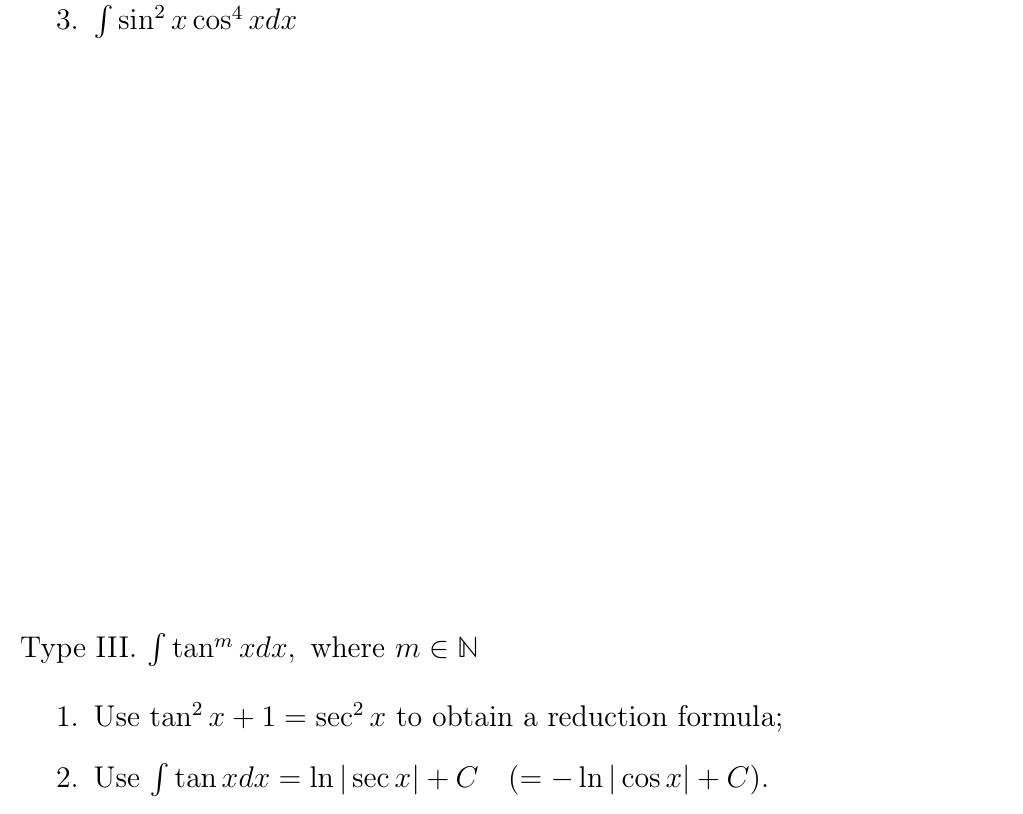 3. ∫ sin² x cos⁴ xdx
Type III. ∫ tanᵐ xdx, where m ∈ ℕ
1. Use tan² x + 1 = sec² x to obtain a reduction formula;
2. Use ∫ tan xdx = ln | sec x| + C (= − ln | cos x| + C).